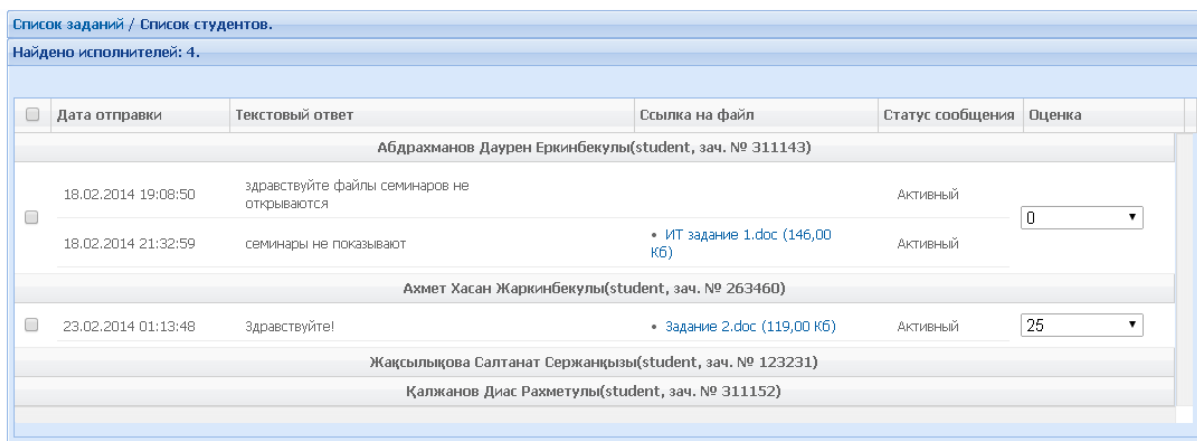 Список заданий / Список студентов.
Найдено исполнителей: 4.
Дата отправки Текстовый ответ Ссылка на файл Статус сообщения Оценка
Абдрахманов Даурен Еркинбекулы(student, зач. № 311143)
18.02.2014 19:08:50 здравствуйте файлы семинаров не открываются Активный
0
18.02.2014 21:32:59 семинары не показывают • ИТ задание 1.doc (146,00 Кб) Активный
Ахмет Хасан Жаркинбекулы(student, зач. № 263460)
23.02.2014 01:13:48 Здравствуйте! • Задание 2.doc (119,00 Кб) Активный 25
Жақсылықова Салтанат Сержанқызы(student, зач. № 123231)
Қалжанов Диас Рахметулы(student, зач. № 311152)